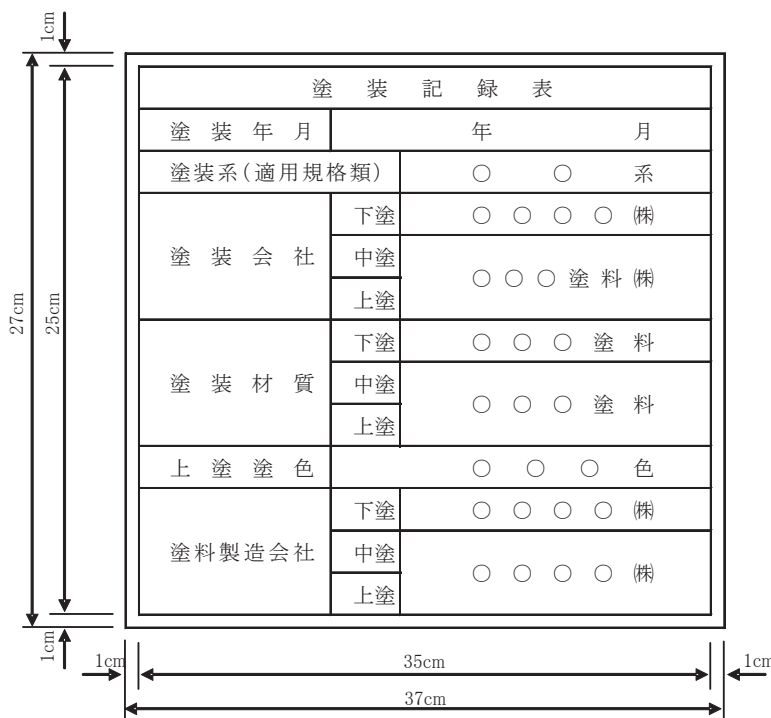 1cm
塗装記録表
塗装年月 年 月
塗装系(適用規格類) ○○系
塗装会社 下塗 ○○○○㈱
中塗 ○○○塗料㈱
上塗
塗装材質 下塗 ○○○塗料
中塗 ○○○塗料
上塗
上塗塗色 ○○○色
塗料製造会社 下塗 ○○○○㈱
中塗 ○○○○㈱
上塗
27cm
25cm
1cm
1cm 35cm 1cm
37cm